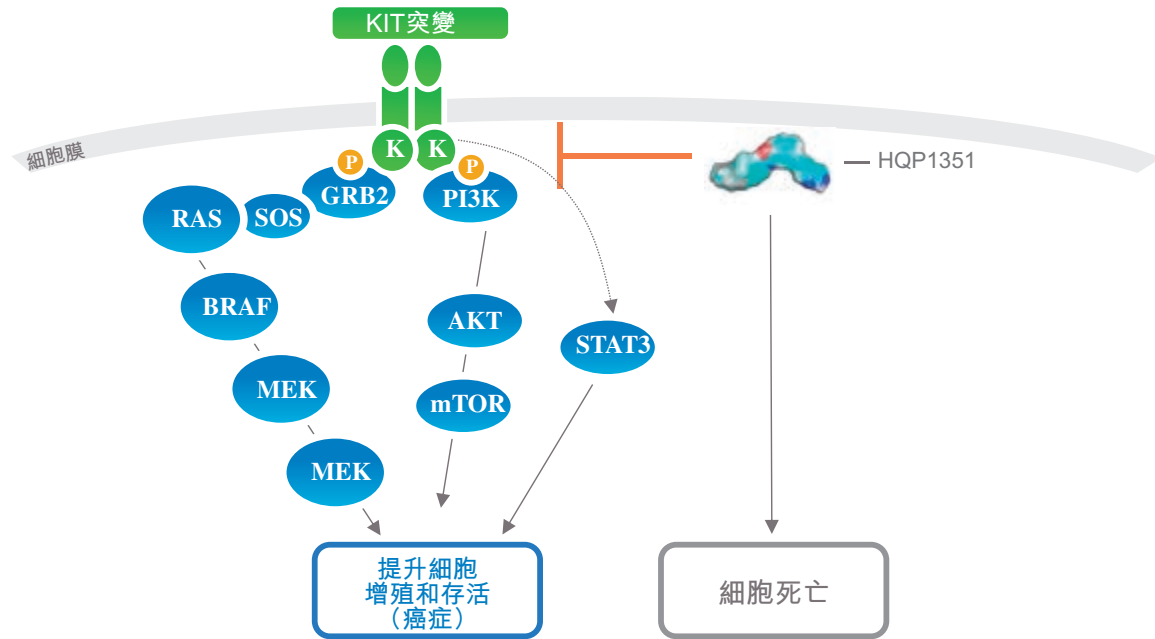 KIT突變
細胞膜
K K
P P
HQP1351
GRB2 PI3K
RAS SOS
BRAF
AKT
STAT3
MEK
mTOR
MEK
提升細胞
增殖和存活
(癌症)
細胞死亡